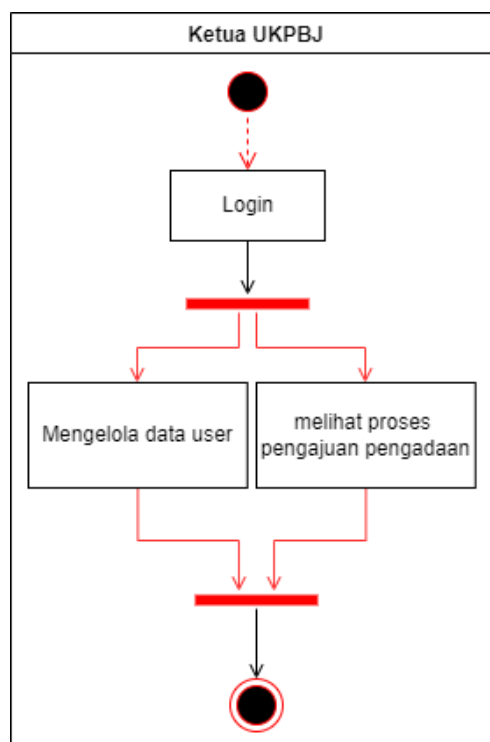 Ketua UKPBJ
Login
Mengelola data user
melihat proses
pengajuan pengadaan